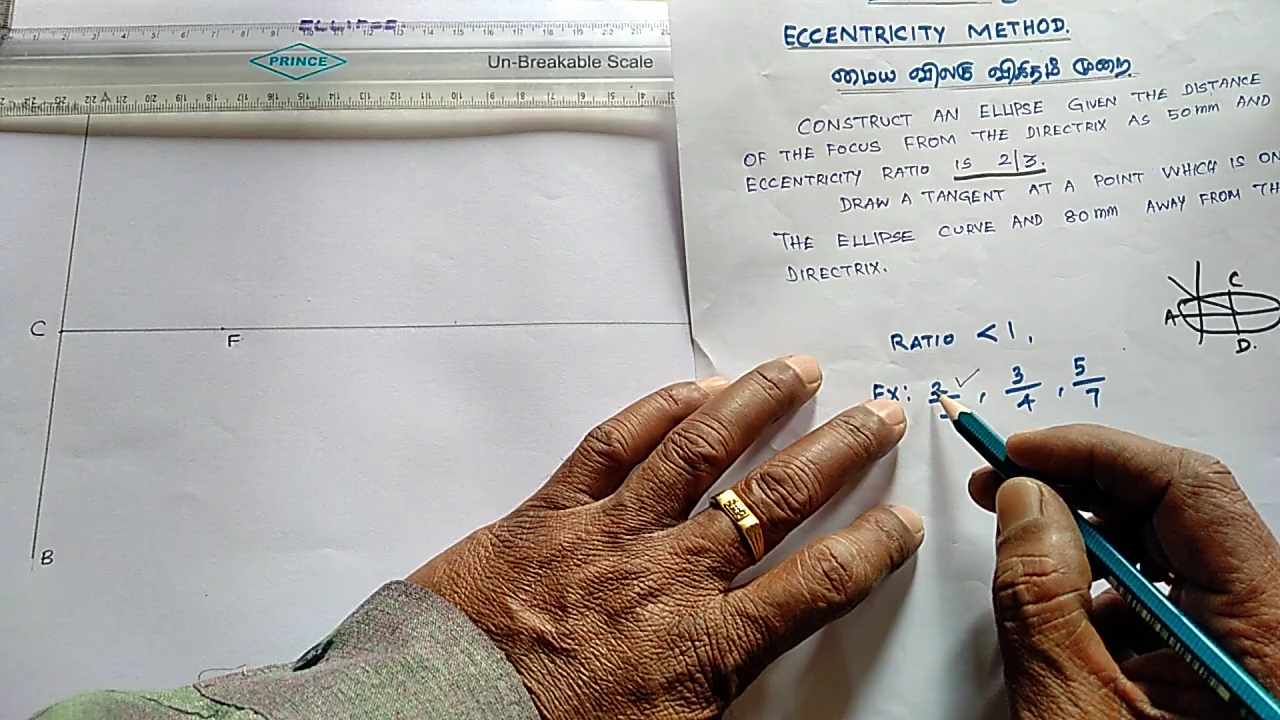 ELLIPSE
PRINCE
Un-Breakable Scale
A
C
F
B
ECCENTRICITY METHOD.
மைய விலகு விகிதம் முறை.
CONSTRUCT AN ELLIPSE GIVEN THE DISTANCE
OF THE FOCUS FROM THE DIRECTRIX AS 50mm AND
ECCENTRICITY RATIO IS 2/3.
DRAW A TANGENT AT A POINT WHICH IS ON
THE ELLIPSE CURVE AND 80mm AWAY FROM TH
DIRECTRIX.
C
A
D.
RATIO < 1.
EX: 2 ✓, 3/4, 5/7